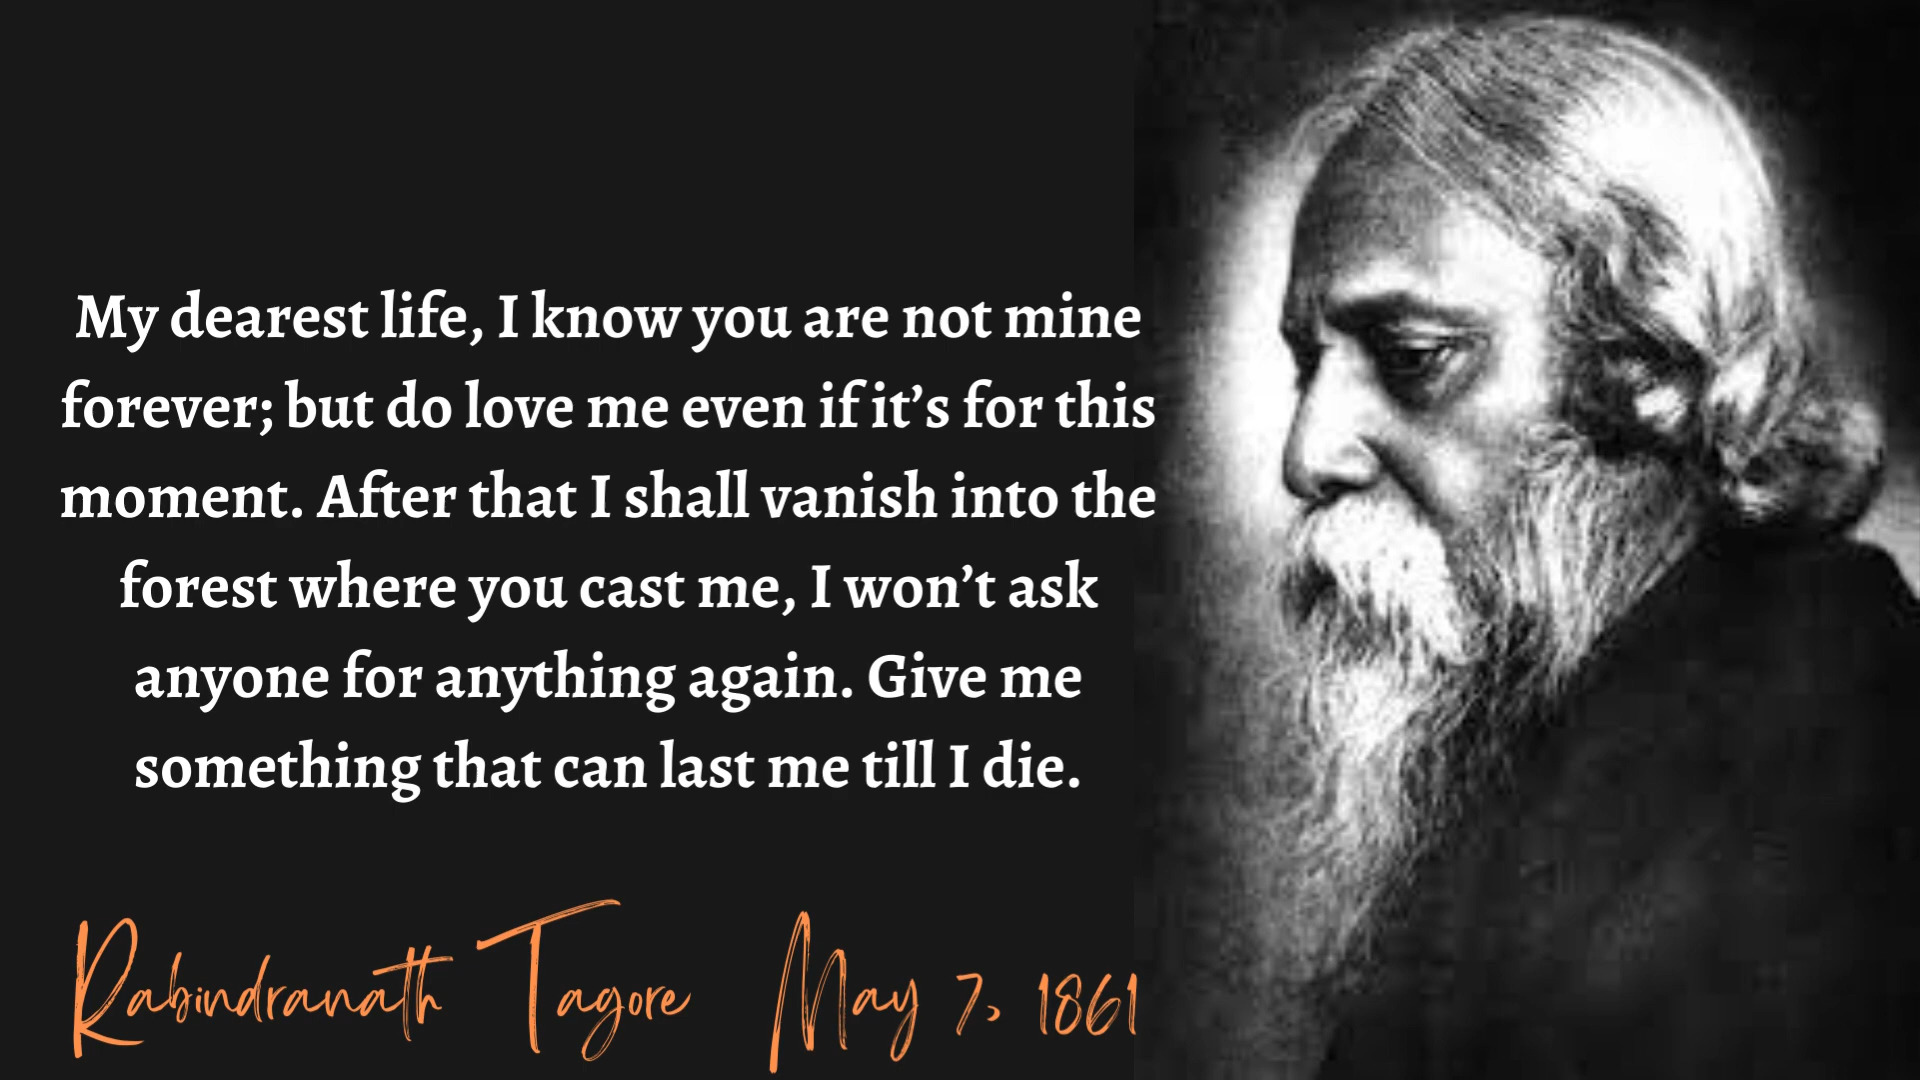 My dearest life, I know you are not mine
forever; but do love me even if it’s for this
moment. After that I shall vanish into the
forest where you cast me, I won’t ask
anyone for anything again. Give me
something that can last me till I die.
Rabindranath Tagore May 7, 1861